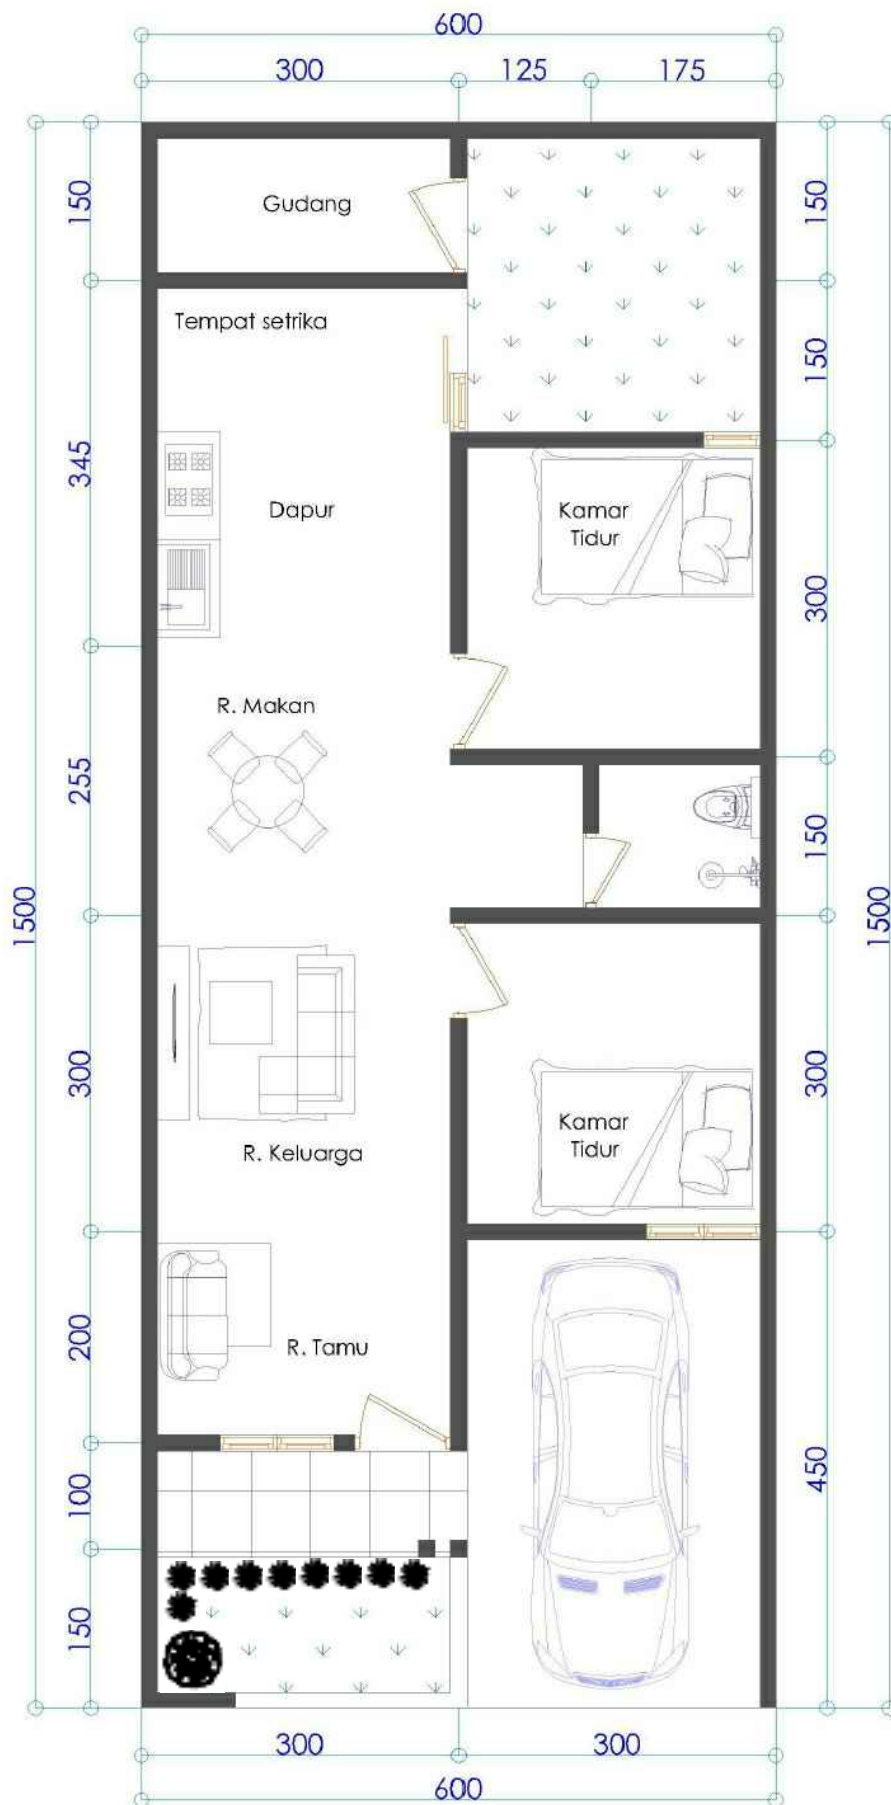 600
300 125 175
150
Gudang
150
Tempat setrika
150
345
Dapur
Kamar
Tidur
300
R. Makan
255
150
1500
1500
300
300
Kamar
Tidur
R. Keluarga
200
R. Tamu
450
100
150
300 300
600